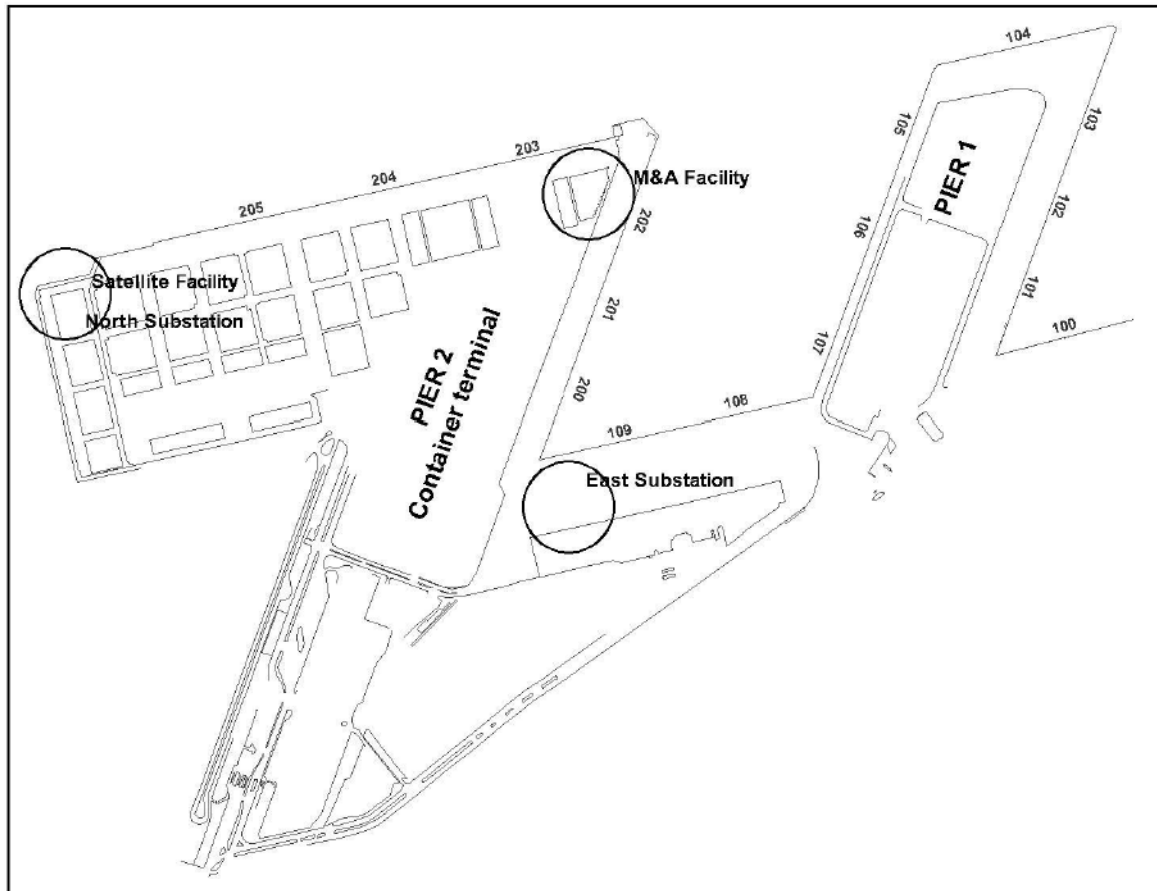 104
105
103
203
PIER 1
204
M&A Facility
205
202
102
106
Satellite Facility
101
201
North Substation
100
107
PIER 2
Container terminal
200
108
109
East Substation